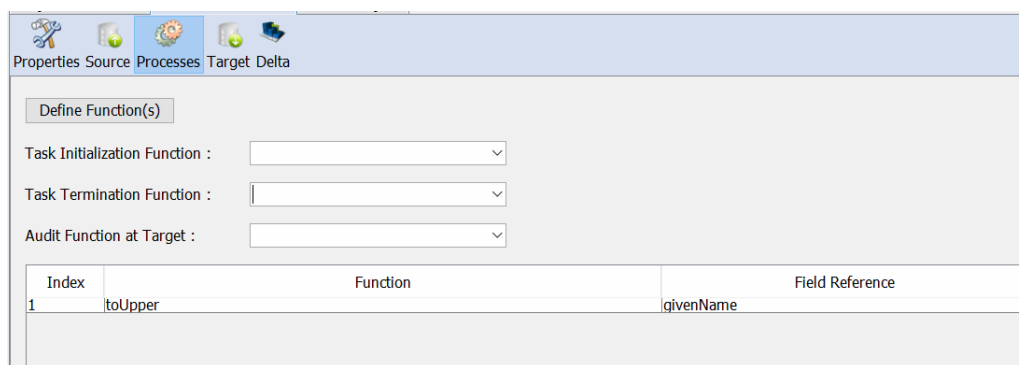 Properties Source Processes Target Delta
Define Function(s)
Task Initialization Function :
Task Termination Function :
Audit Function at Target :
Index Function Field Reference
1 toUpper givenName